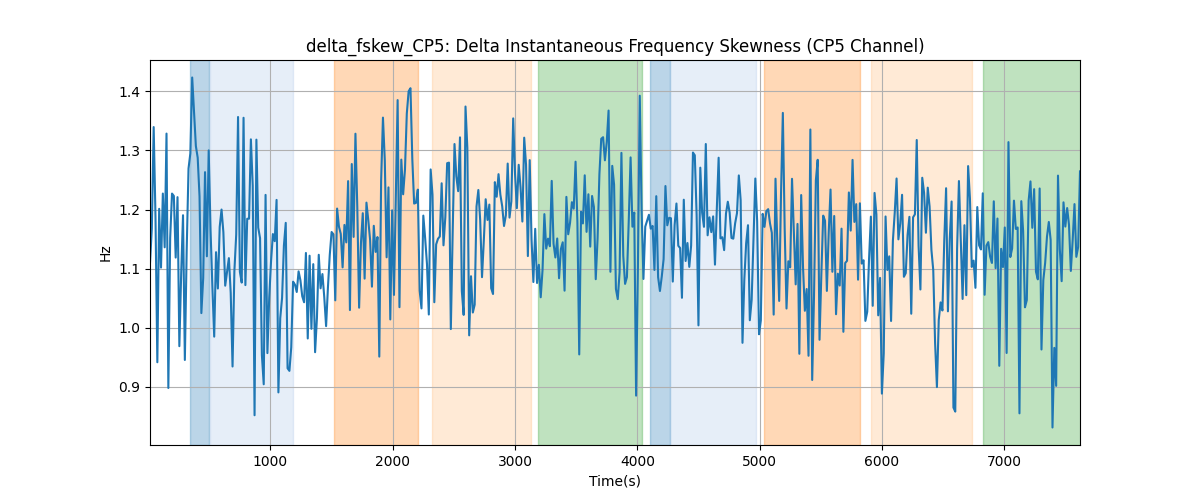 delta_fskew_CP5: Delta Instantaneous Frequency Skewness (CP5 Channel)
1.4
1.3
1.2
1.1
1.0
0.9
Hz
1000 2000 3000 4000 5000 6000 7000
Time(s)